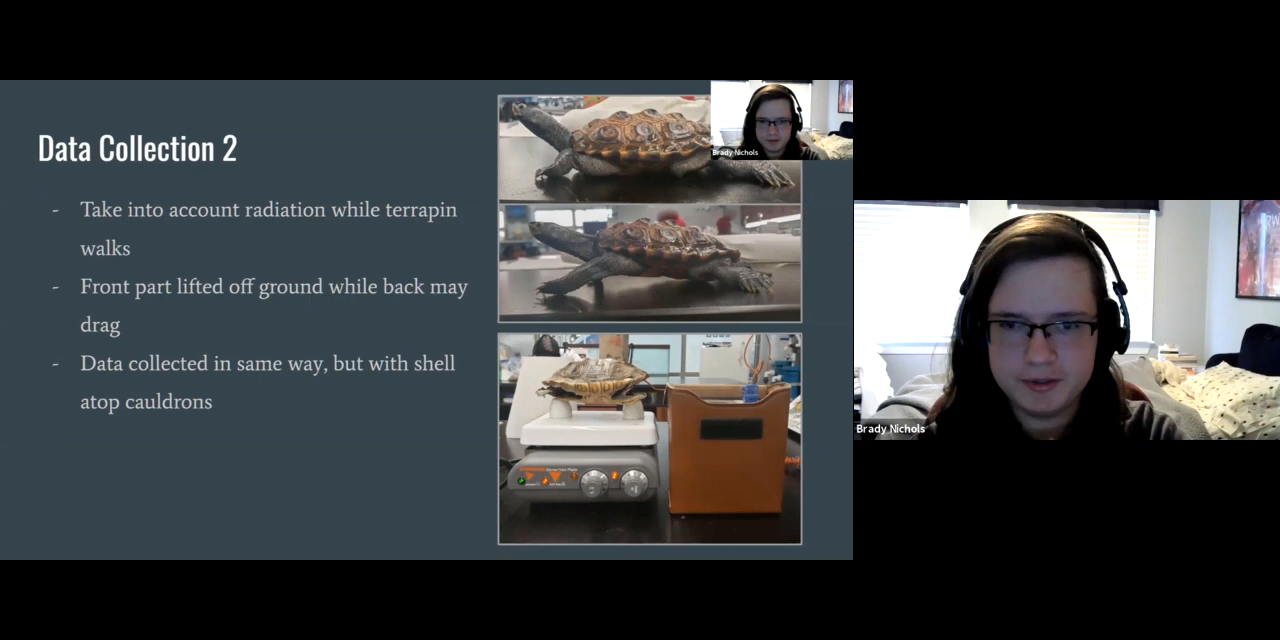 Data Collection 2
- Take into account radiation while terrapin
walks
- Front part lifted off ground while back may
drag
- Data collected in same way, but with shell
atop cauldrons
Brady Nichols
Brady Nichols